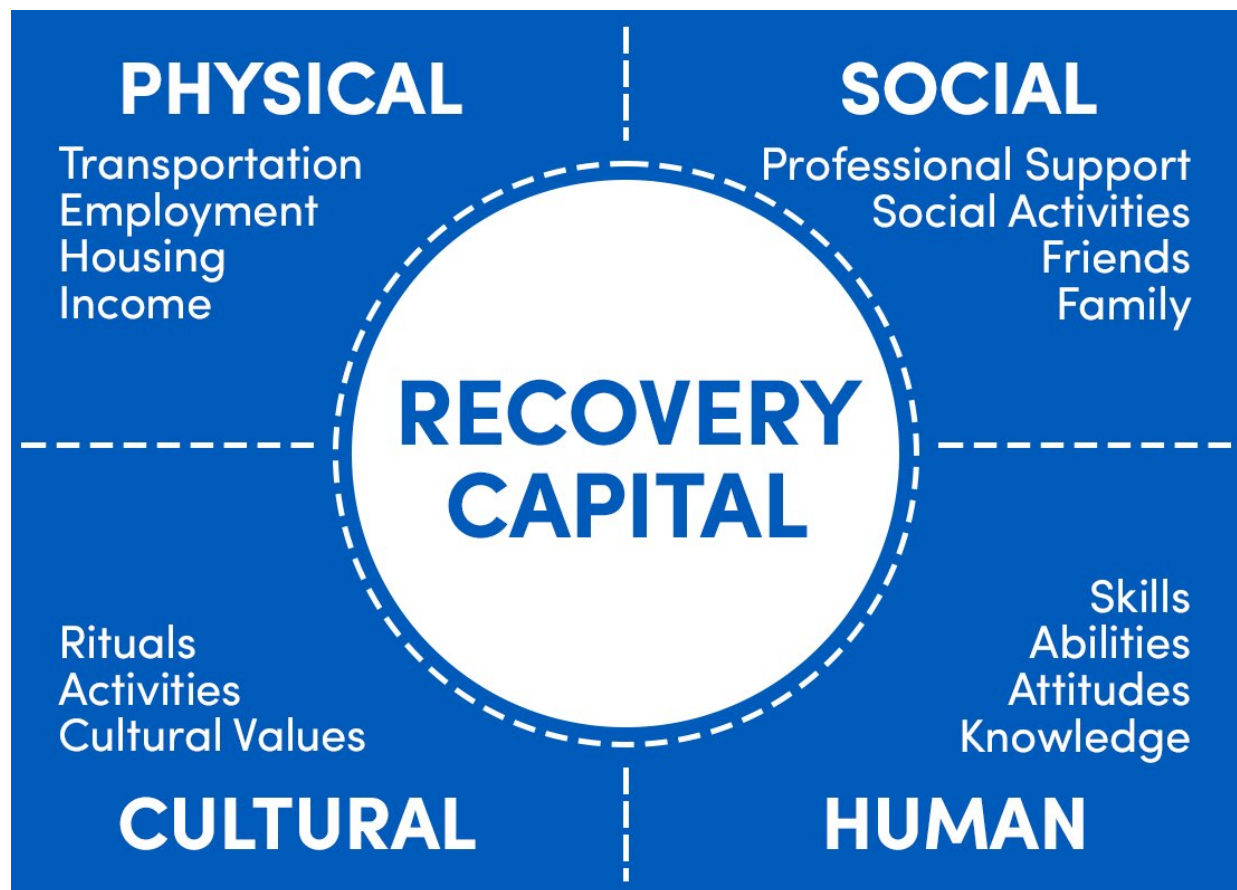 PHYSICAL
Transportation
Employment
Housing
Income
SOCIAL
Professional Support
Social Activities
Friends
Family
RECOVERY
CAPITAL
Rituals
Activities
Cultural Values
CULTURAL
Skills
Abilities
Attitudes
Knowledge
HUMAN